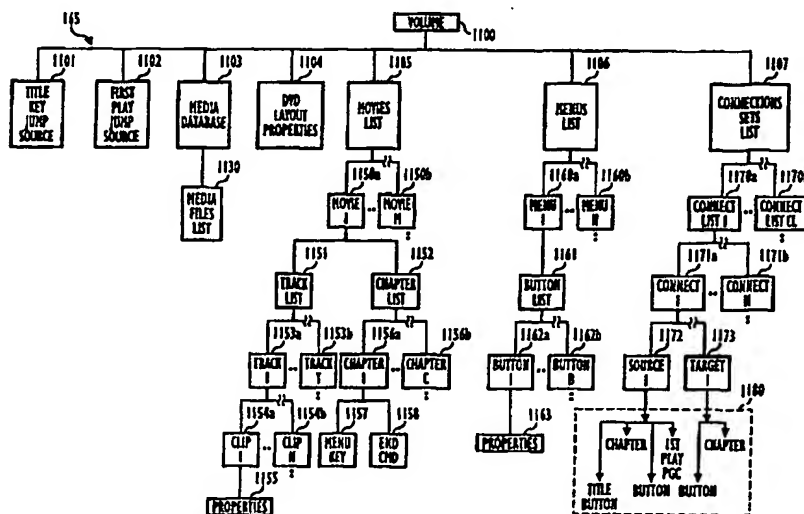 165
VOLUME
1100
1101
1102
1103
1104
1105
1106
1107
TITLE
KEY
JUMP
SOURCE
FIRST
PLAY
JUMP
SOURCE
MEDIA
DATABASE
DVD
LAYOUT
PROPERTIES
MOVIES
LIST
MENUS
LIST
CONNECTIONS
SETS
LIST
1130
MEDIA
FILES
LIST
1150a
1150b
MOVIE
1
..
MOVIE
M
:
1160a
1160b
MENU
1
..
MENU
N
:
1170a
1170b
CONNECT
LIST 1
..
CONNECT
LIST CL
:
1151
TRACK
LIST
1152
CHAPTER
LIST
1161
BUTTON
LIST
1171a
1171b
CONNECT
1
..
CONNECT
N
:
1153a
1153b
TRACK
1
..
TRACK
T
:
1156a
1156b
CHAPTER
1
..
CHAPTER
C
:
1162a
1162b
BUTTON
1
..
BUTTON
B
:
1172
SOURCE
1
1173
TARGET
1
1154a
1154b
CLIP
1
..
CLIP
N
:
1157
MENU
KEY
1158
END
CMD
1163
PROPERTIES
1155
PROPERTIES
1180
CHAPTER
1ST
PLAY
PGC
CHAPTER
TITLE
BUTTON
BUTTON
BUTTON